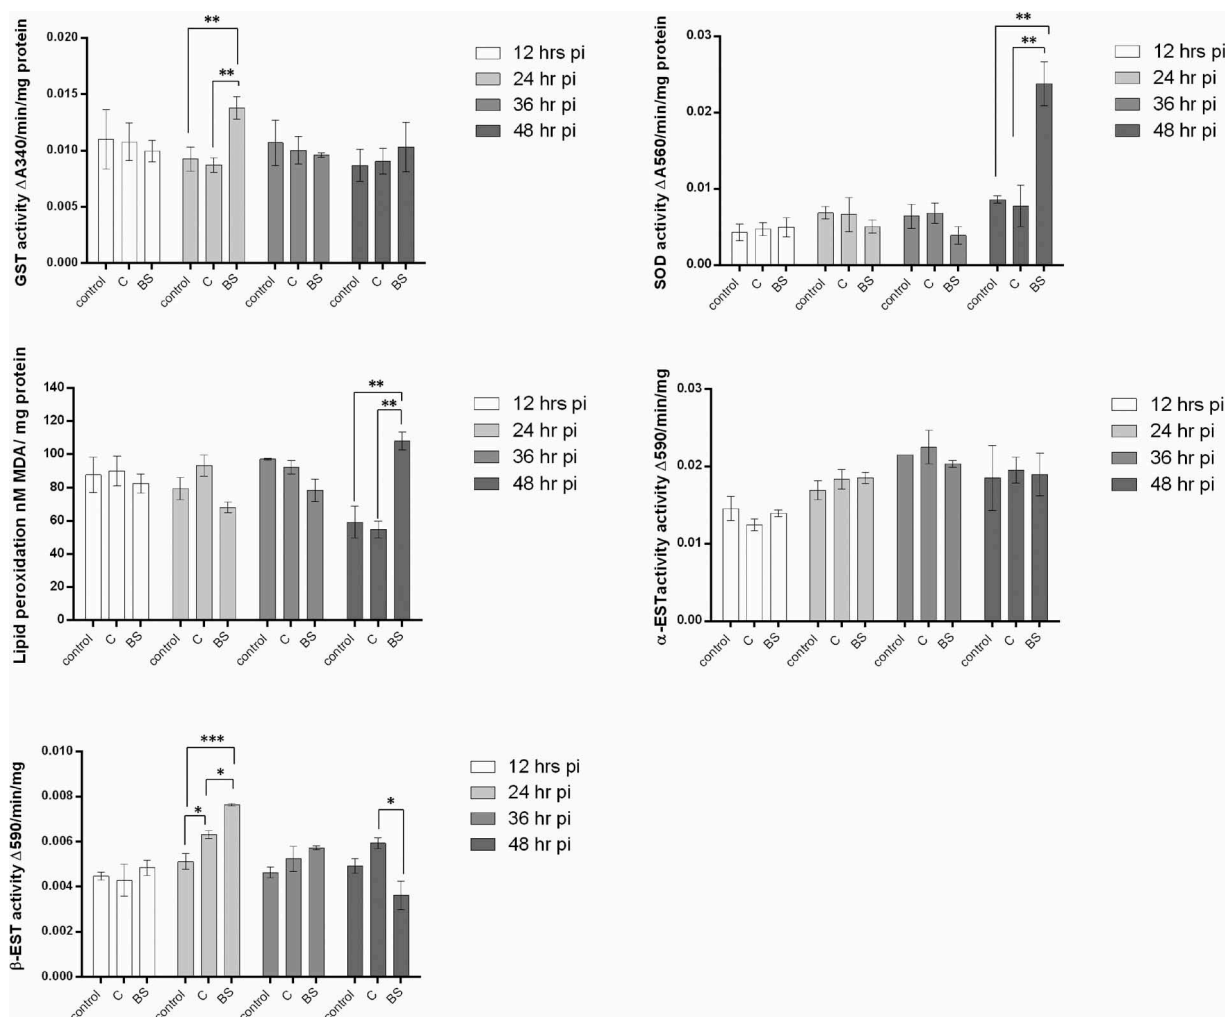 GST activity ΔA340/min/mg protein
0.020
0.015
0.010
0.005
0.000
**
**
control
C
BS
control
C
BS
control
C
BS
control
C
BS
12 hrs pi
24 hr pi
36 hr pi
48 hr pi
SOD activity ΔA560/min/mg protein
0.03
0.02
0.01
0.00
**
**
control
C
BS
control
C
BS
control
C
BS
control
C
BS
12 hrs pi
24 hr pi
36 hr pi
48 hr pi
Lipid peroxidation nM MDA/ mg protein
140
120
100
80
60
40
20
0
**
**
control
C
BS
control
C
BS
control
C
BS
control
C
BS
12 hrs pi
24 hr pi
36 hr pi
48 hr pi
α-ESTactivity activity Δ590/min/mg
0.03
0.02
0.01
0.00
control
C
BS
control
C
BS
control
C
BS
control
C
BS
12 hrs pi
24 hr pi
36 hr pi
48 hr pi
β-EST activity Δ590/min/mg
0.010
0.008
0.006
0.004
0.002
0.000
***
*
*
*
control
C
BS
control
C
BS
control
C
BS
control
C
BS
12 hrs pi
24 hr pi
36 hr pi
48 hr pi